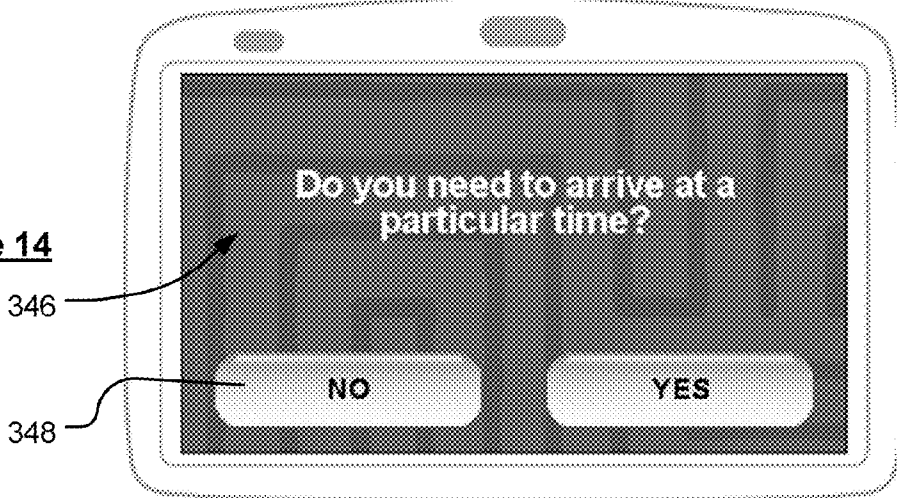 Do you need to arrive at a
particular time?
e 14
346
NO
YES
348